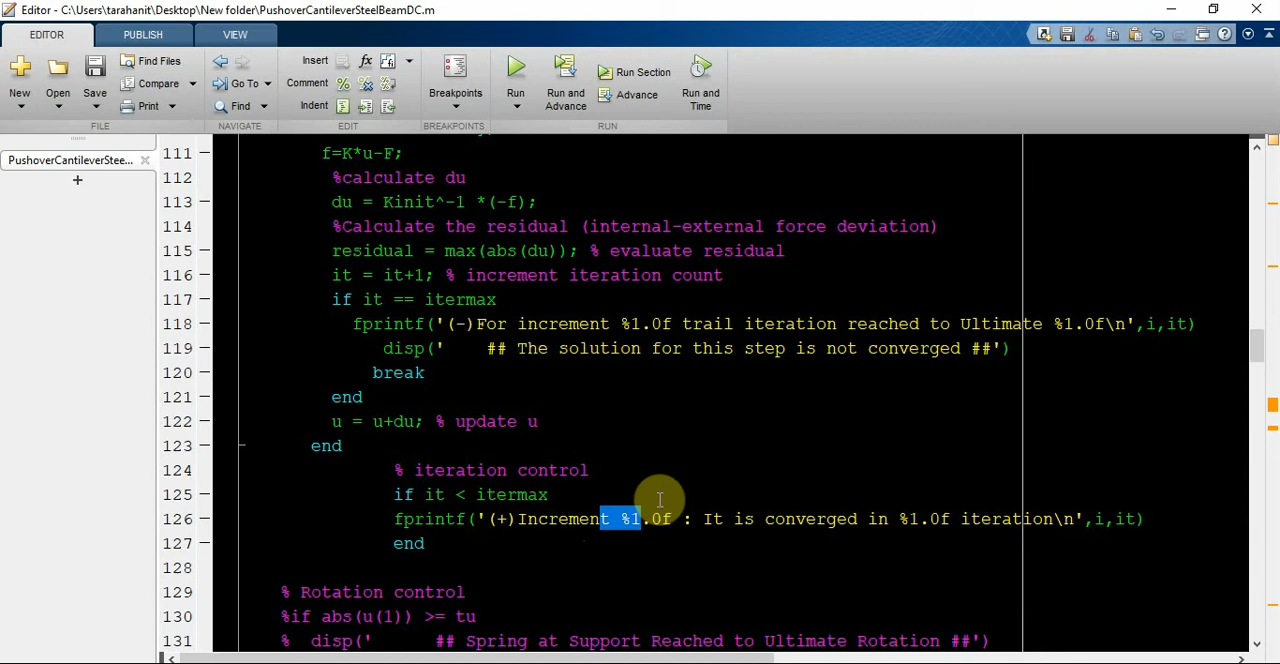 Editor - C:\Users\tarahanit\Desktop\New folder\PushoverCantileverSteelBeamDC.m
EDITOR PUBLISH VIEW
New Open Save
Find Files
Compare
Print
FILE
Go To
Find
NAVIGATE
Insert fx
Comment % % %
Indent
EDIT
Breakpoints
BREAKPOINTS
Run
Run and Advance
Run Section
Advance
Run and Time
RUN
PushoverCantileverStee...
111 f=K*u-F;
112 %calculate du
113 du = Kinit^-1 *(-f);
114 %Calculate the residual (internal-external force deviation)
115 residual = max(abs(du)); % evaluate residual
116 it = it+1; % increment iteration count
117 if it == itermax
118 fprintf('(-)For increment %1.0f trail iteration reached to Ultimate %1.0f\n',i,it)
119 disp('    ## The solution for this step is not converged ##')
120 break
121 end
122 u = u+du; % update u
123 end
124 % iteration control
125 if it < itermax
126 fprintf('(+)Increment %1.0f : It is converged in %1.0f iteration\n',i,it)
127 end
128
129 % Rotation control
130 %if abs(u(1)) >= tu
131 %  disp('      ## Spring at Support Reached to Ultimate Rotation ##')